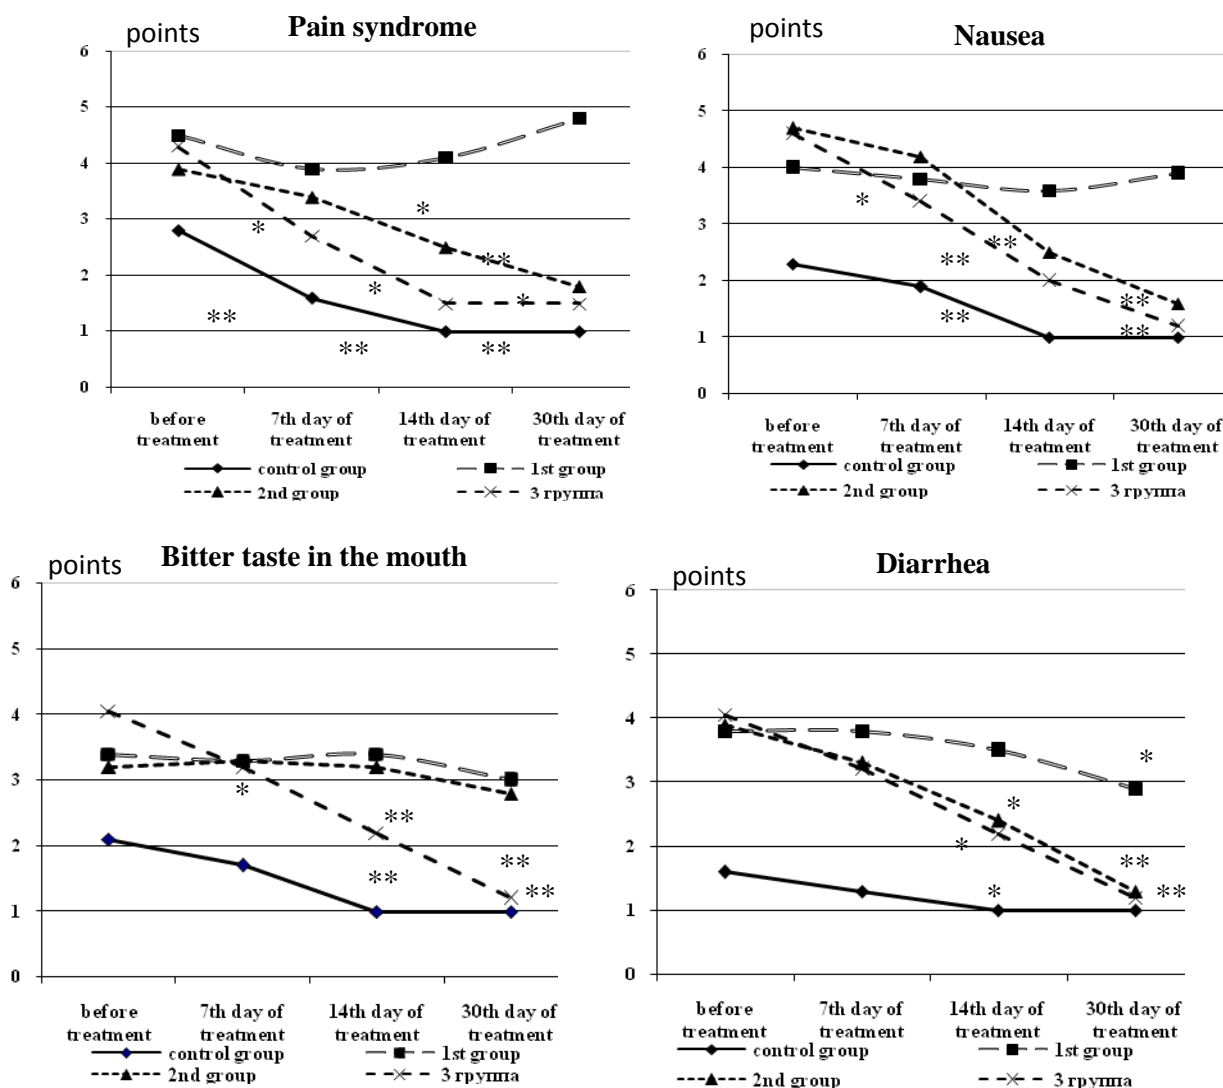 points
Pain syndrome
6
5
4
3
2
1
0
*
*
**
*
*
**
**
**
before treatment
7th day of treatment
14th day of treatment
30th day of treatment
control group
1st group
2nd group
3 группа
points
Nausea
6
5
4
3
2
1
0
*
**
**
**
**
**
before treatment
7th day of treatment
14th day of treatment
30th day of treatment
control group
1st group
2nd group
3 группа
points
Bitter taste in the mouth
6
5
4
3
2
1
0
*
**
**
**
**
before treatment
7th day of treatment
14th day of treatment
30th day of treatment
control group
1st group
2nd group
3 группа
points
Diarrhea
6
5
4
3
2
1
0
*
*
*
**
*
**
before treatment
7th day of treatment
14th day of treatment
30th day of treatment
control group
1st group
2nd group
3 группа